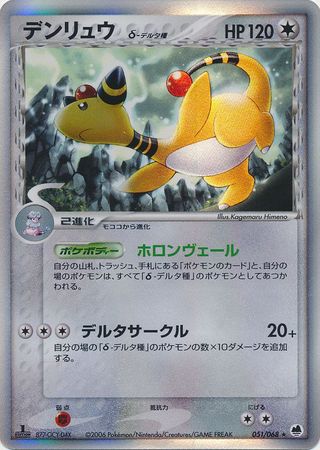 デンリュウ δ-デルタ種 HP120
Illus.Kagemaru Himeno
2進化 モココから進化
ポケボディー ホロンヴェール
自分の山札、トラッシュ、手札にある「ポケモンのカード」と、自分
の場のポケモンは、すべて「δ-デルタ種」のポケモンとしてあつか
われる。
デルタサークル 20+
自分の場の「δ-デルタ種」のポケモンの数×10ダメージを追加
する。
弱点 抵抗力 にげる
1 EDITION 877-GCY-04X ©2006 Pokémon/Nintendo/Creatures/GAME FREAK 051/068 ★